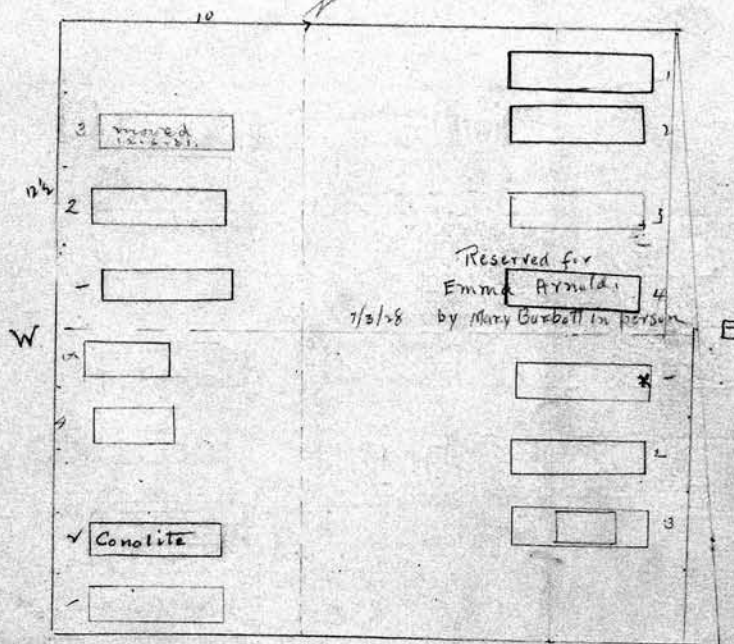 10
1
3 moved 2
12½
2 3
Reserved for
Emma Arnold,
4
7/3/28 by Mary Burbott in person
W E
2
Conolite 3